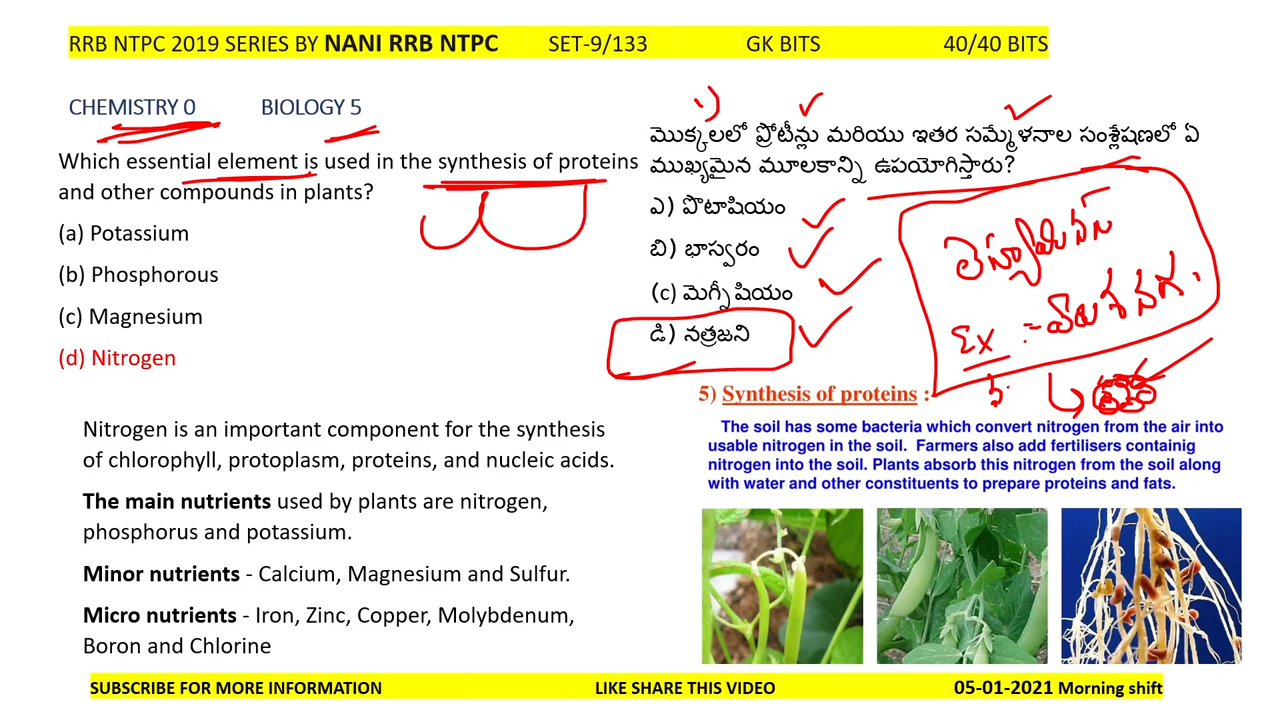 RRB NTPC 2019 SERIES BY NANI RRB NTPC SET-9/133 GK BITS 40/40 BITS
CHEMISTRY 0 BIOLOGY 5
Which essential element is used in the synthesis of proteins
and other compounds in plants?
(a) Potassium
(b) Phosphorous
(c) Magnesium
(d) Nitrogen
మొక్కలలో ప్రోటీన్లు మరియు ఇతర సమ్మేళనాల సంశ్లేషణలో ఏ
ముఖ్యమైన మూలకాన్ని ఉపయోగిస్తారు?
ఎ) పొటాషియం
బి) భాస్వరం
(c) మెగ్నీషియం
డి) నత్రజని
Ex
Nitrogen is an important component for the synthesis
of chlorophyll, protoplasm, proteins, and nucleic acids.
The main nutrients used by plants are nitrogen,
phosphorus and potassium.
Minor nutrients - Calcium, Magnesium and Sulfur.
Micro nutrients - Iron, Zinc, Copper, Molybdenum,
Boron and Chlorine
5) Synthesis of proteins :
The soil has some bacteria which convert nitrogen from the air into
usable nitrogen in the soil. Farmers also add fertilisers containig
nitrogen into the soil. Plants absorb this nitrogen from the soil along
with water and other constituents to prepare proteins and fats.
SUBSCRIBE FOR MORE INFORMATION LIKE SHARE THIS VIDEO 05-01-2021 Morning shift